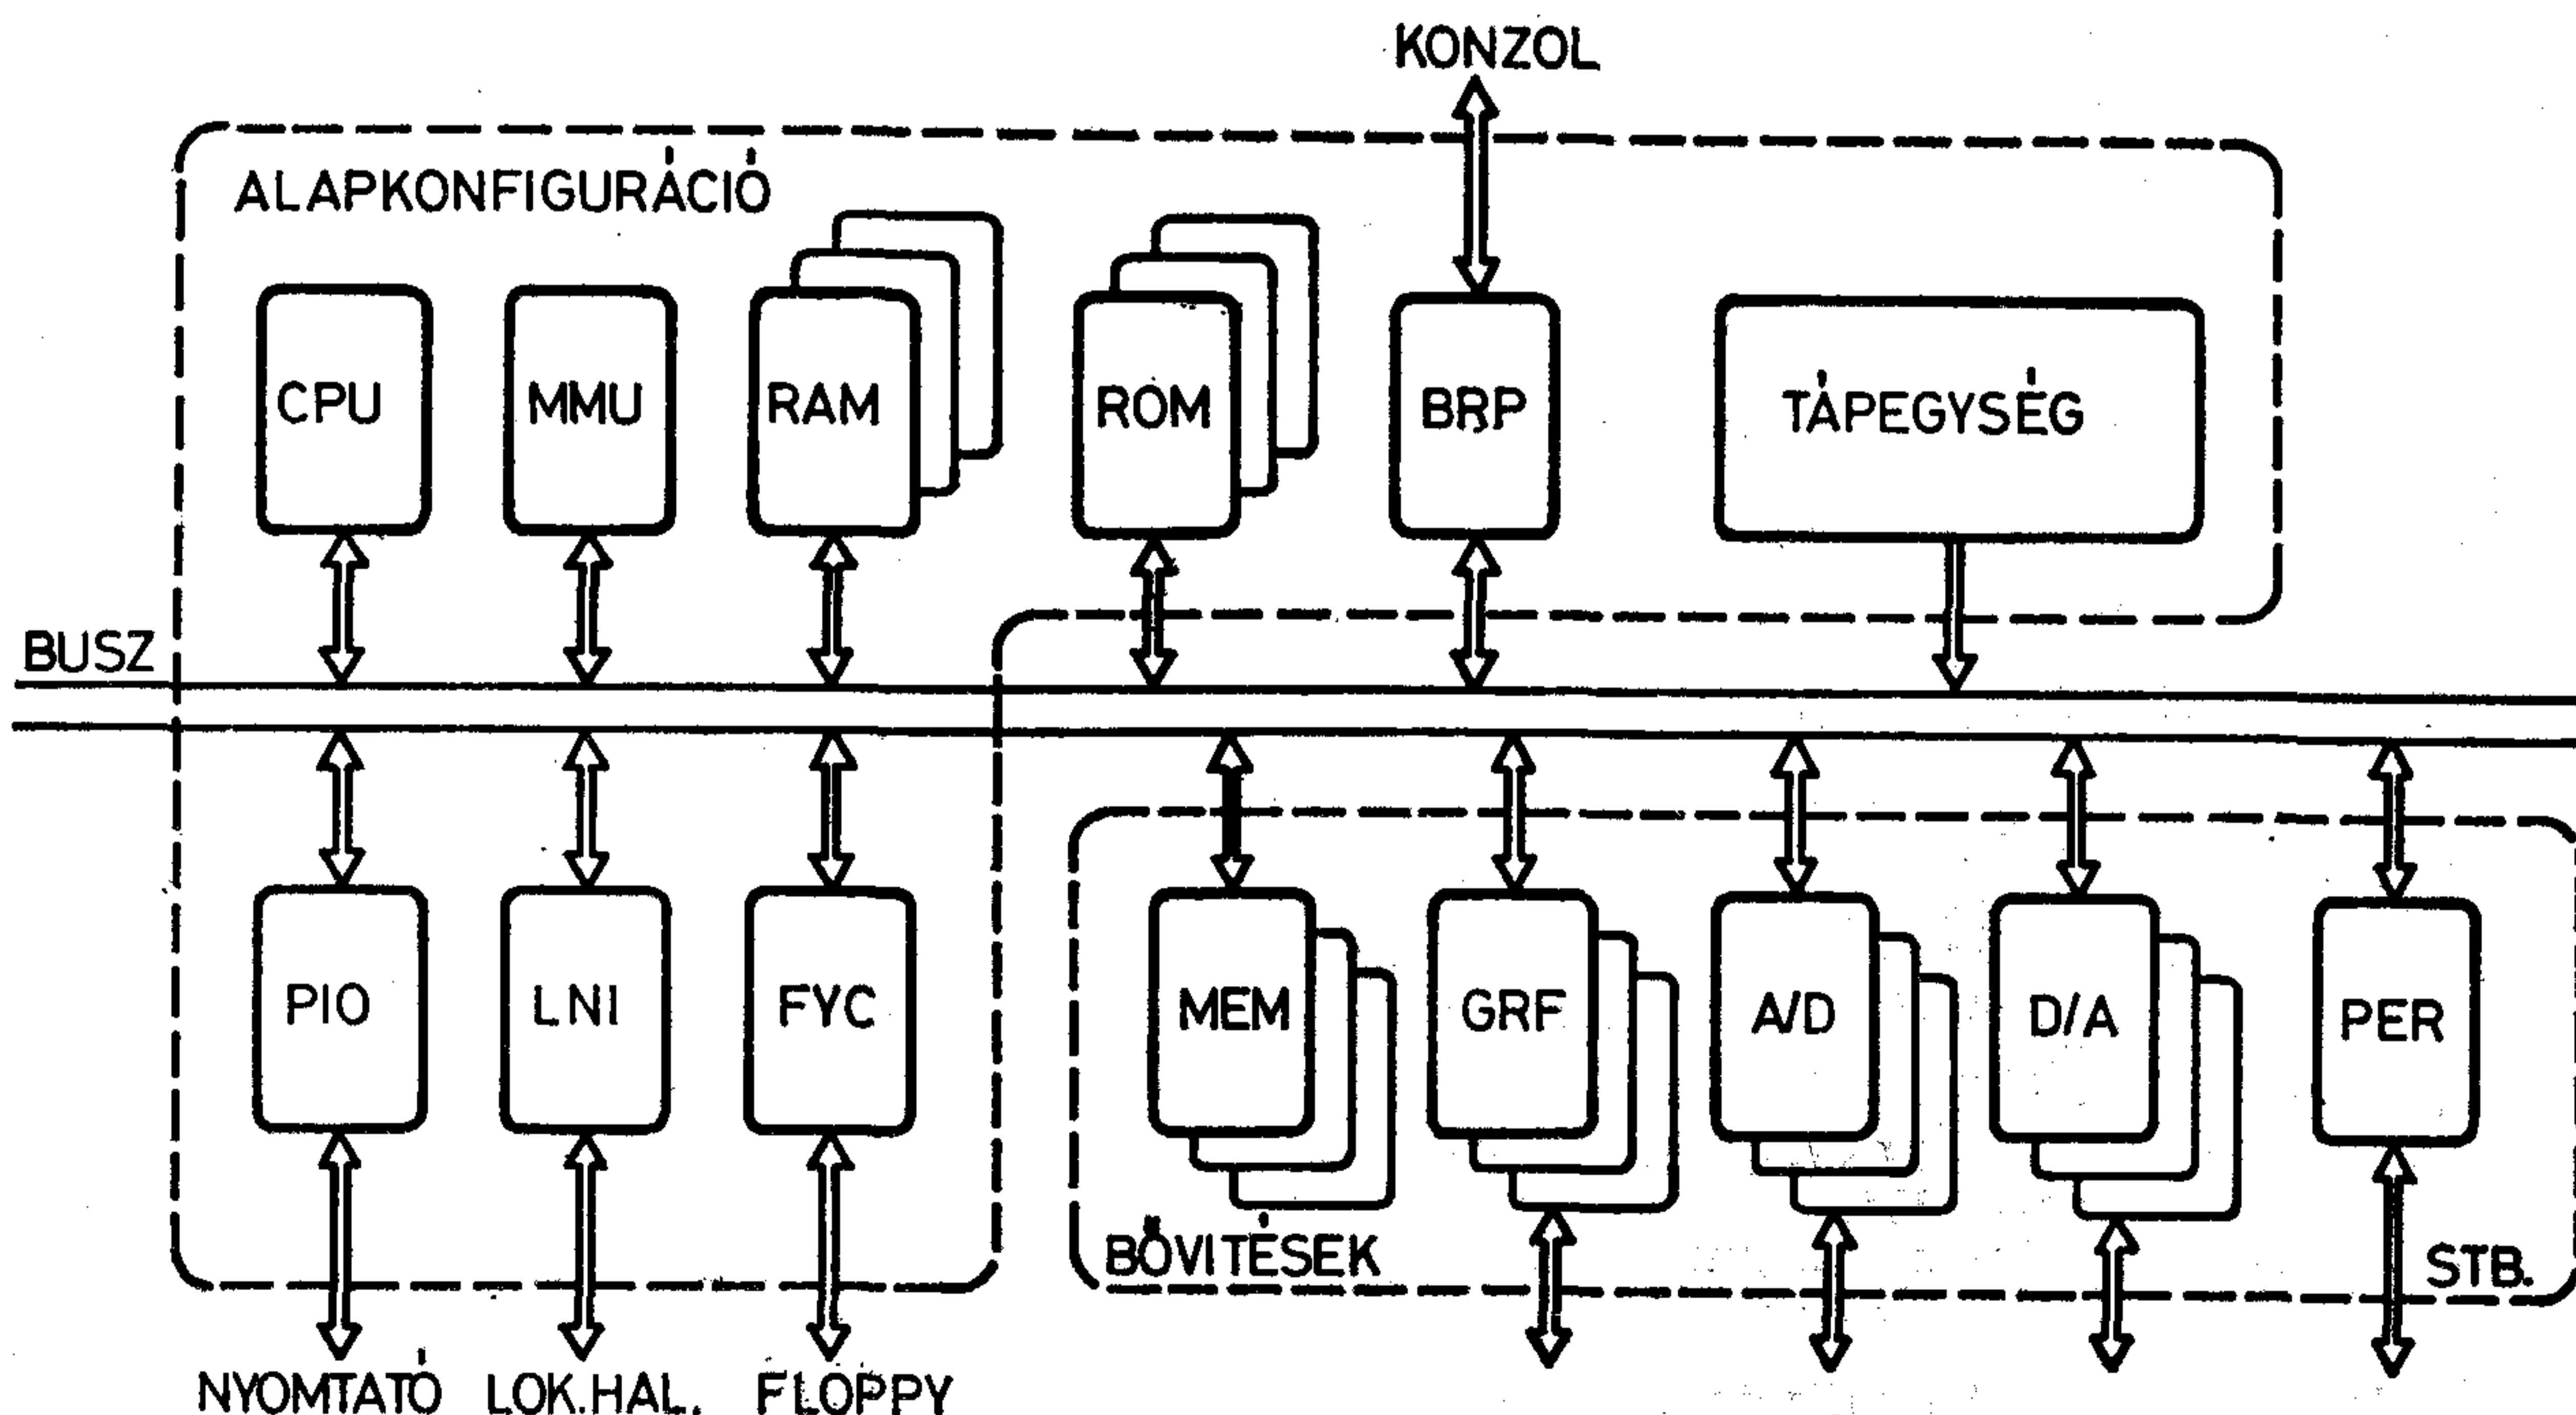 KONZOL
ALAPKONFIGURÁCIÓ
CPU
MMU
RAM
ROM
BRP
TÁPEGYSÉG
BUSZ
PIO
LNI
FYC
MEM
GRF
A/D
D/A
PER
BŐVITÉSEK
STB.
NYOMTATÓ
LOK.HAL.
FLOPPY